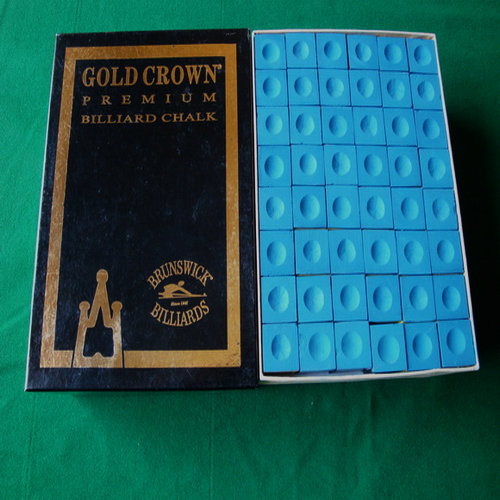 GOLD CROWN®
PREMIUM
BILLIARD CHALK
BRUNSWICK®
Since 1845
BILLIARDS